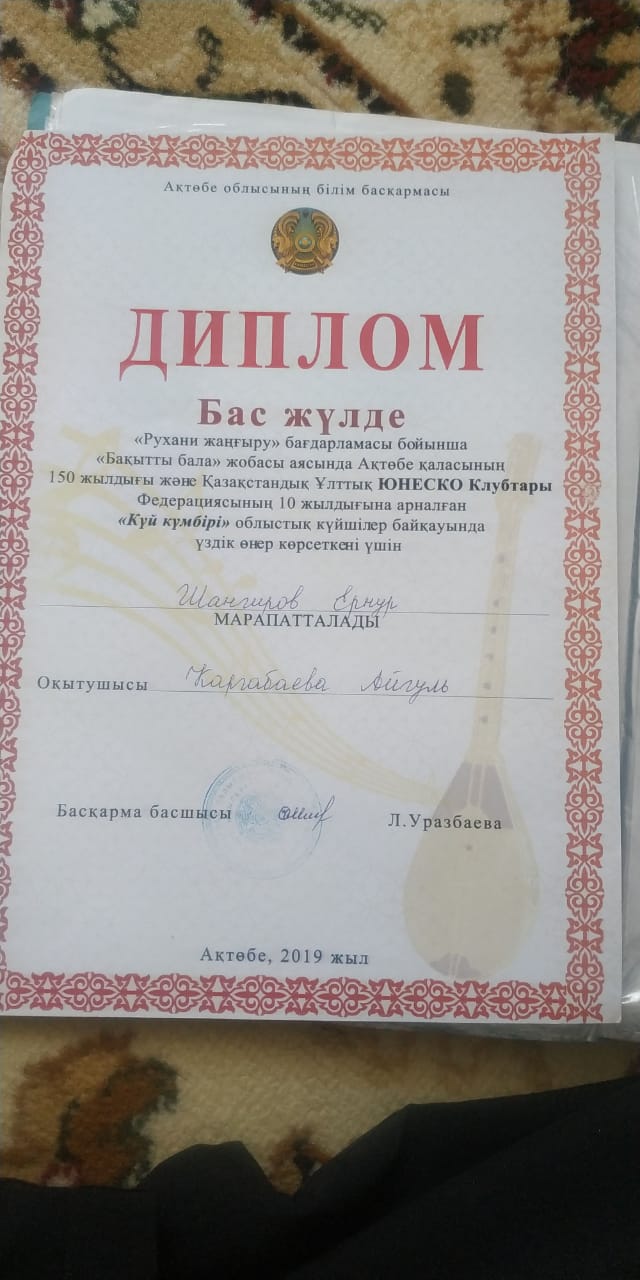 Ақтөбе облысының білім басқармасы
ДИПЛОМ
Бас жүлде
«Рухани жаңғыру» бағдарламасы бойынша
«Бақытты бала» жобасы аясында Ақтөбе қаласының
150 жылдығы және Қазақстандық Ұлттық ЮНЕСКО Клубтары
Федерациясының 10 жылдығына арналған
«Күй күмбірі» облыстық күйшілер байқауында
үздік өнер көрсеткені үшін
Шангиров Ернур
МАРАПАТТАЛАДЫ
Оқытушысы Каргабаева Айгуль
Басқарма басшысы Л.Уразбаева
Ақтөбе, 2019 жыл